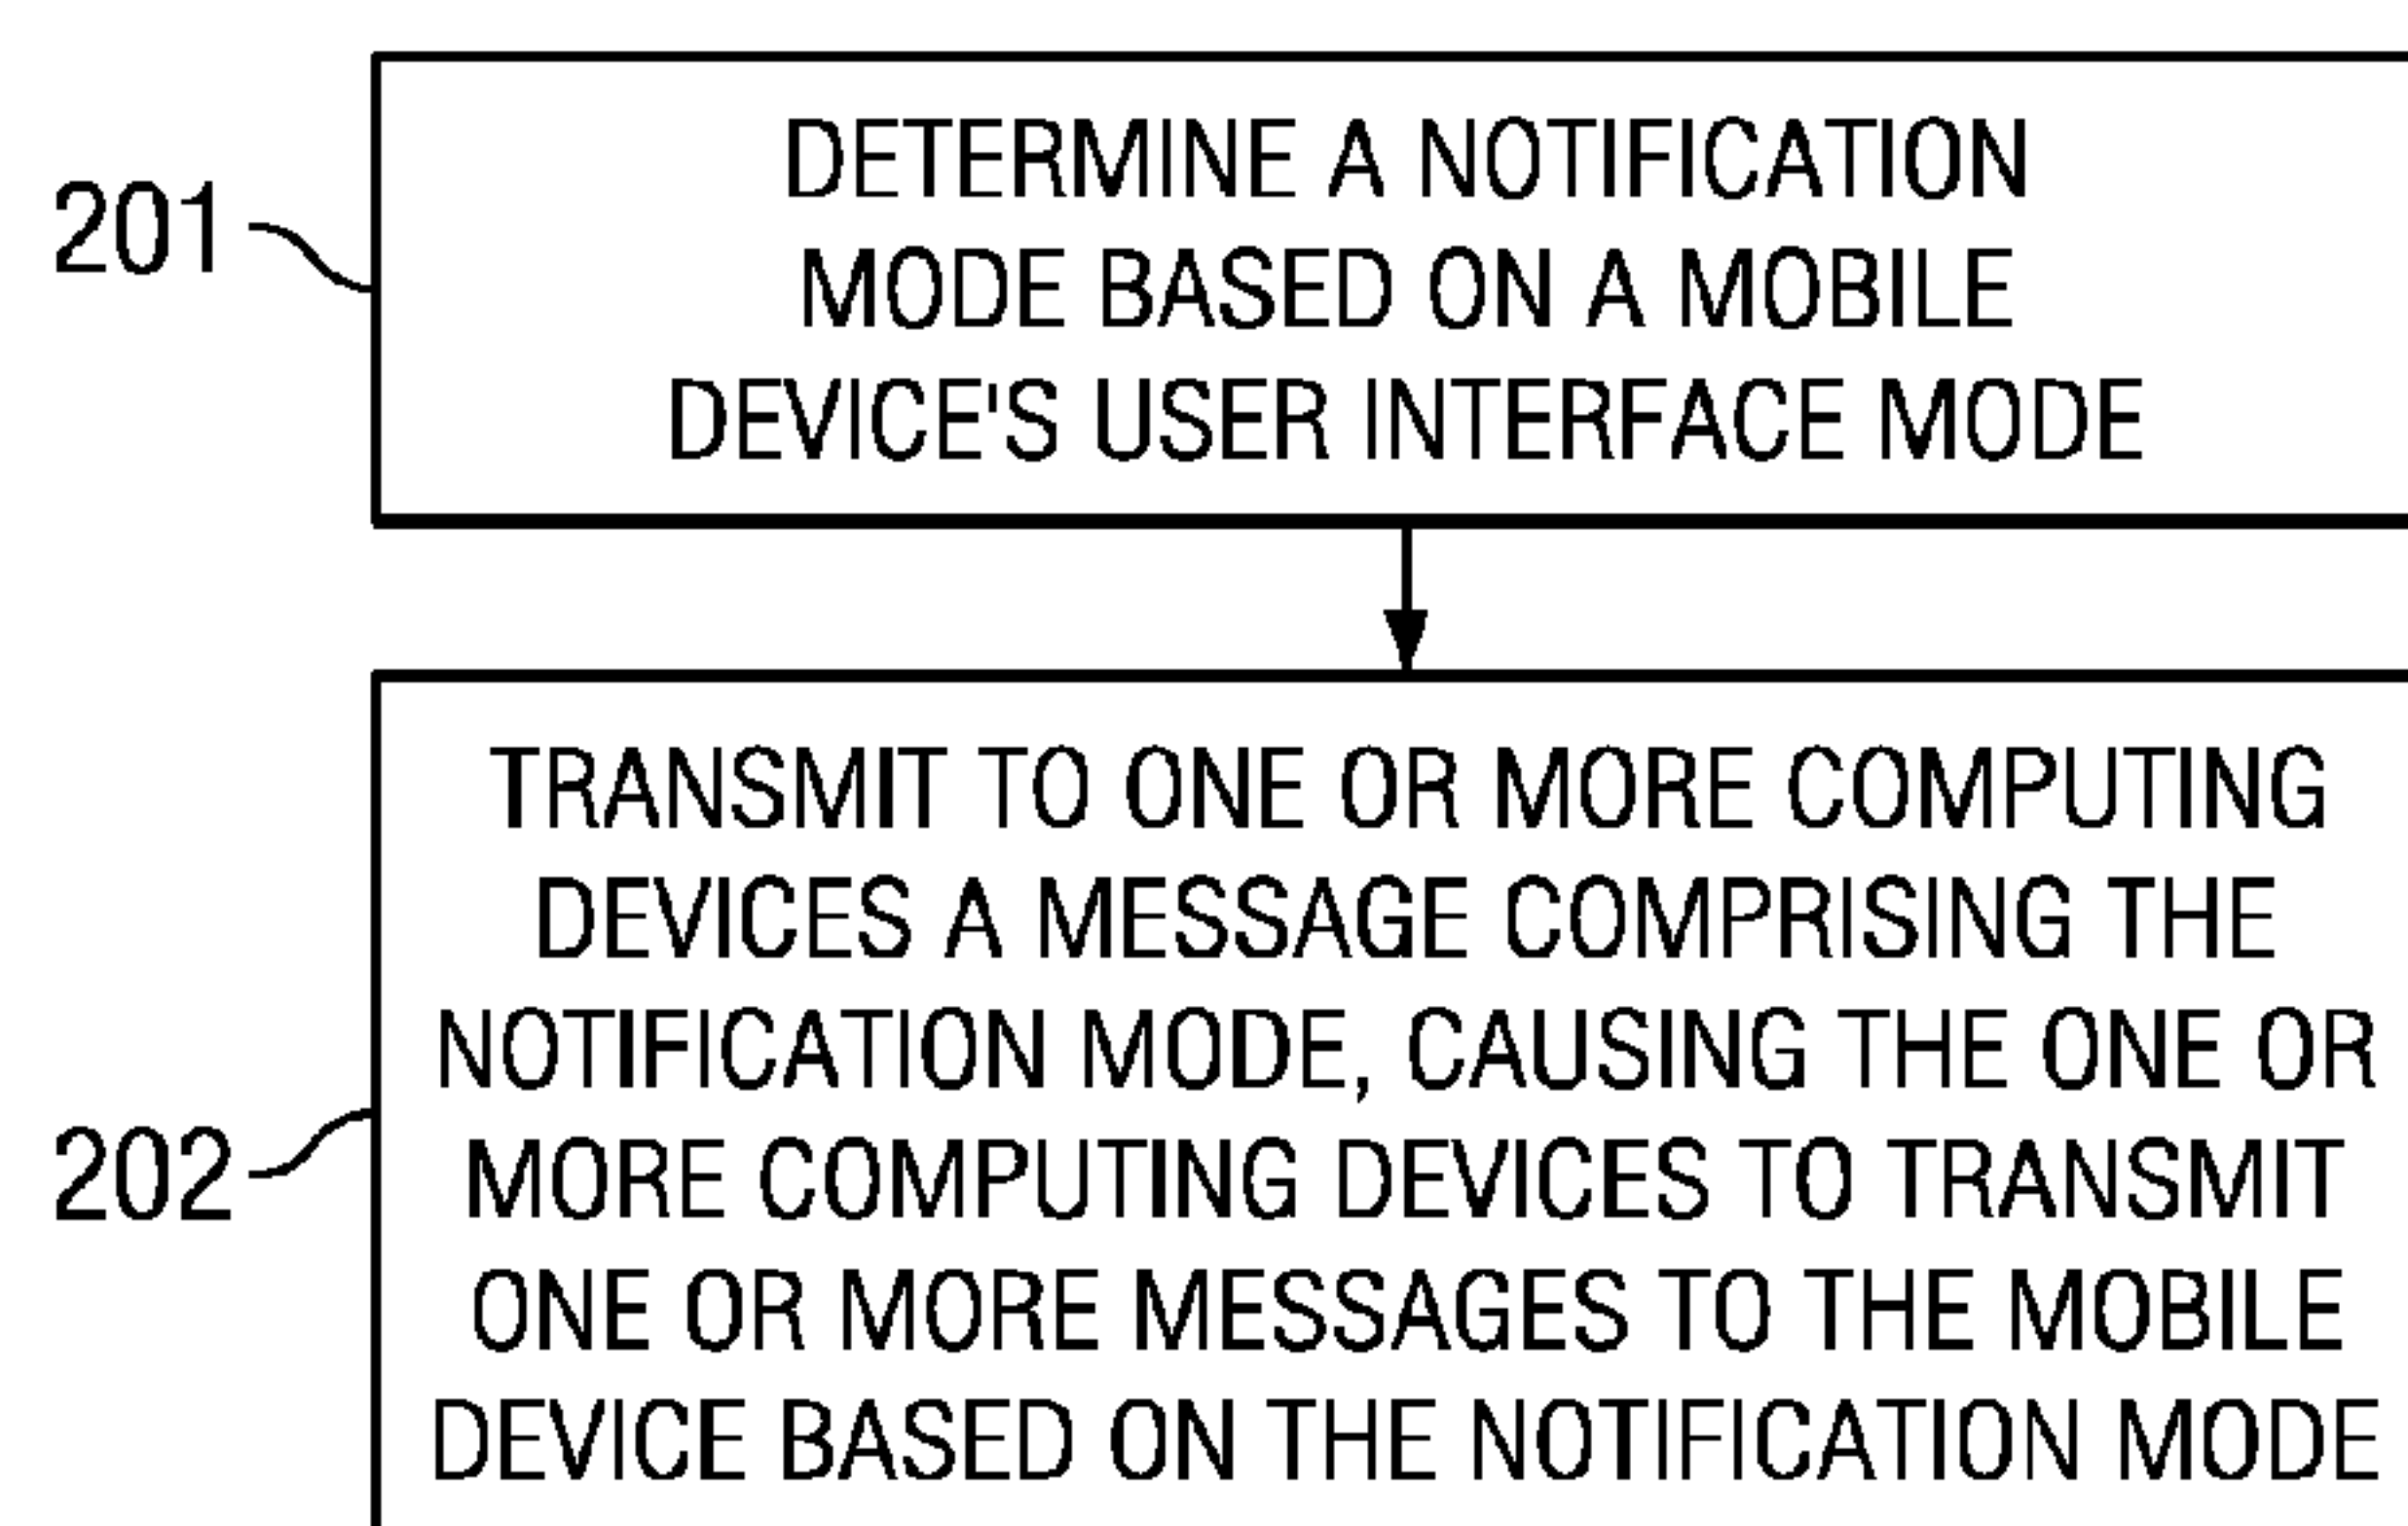 201
DETERMINE A NOTIFICATION
MODE BASED ON A MOBILE
DEVICE'S USER INTERFACE MODE
TRANSMIT TO ONE OR MORE COMPUTING
DEVICES A MESSAGE COMPRISING THE
NOTIFICATION MODE, CAUSING THE ONE OR
MORE COMPUTING DEVICES TO TRANSMIT
ONE OR MORE MESSAGES TO THE MOBILE
DEVICE BASED ON THE NOTIFICATION MODE
202